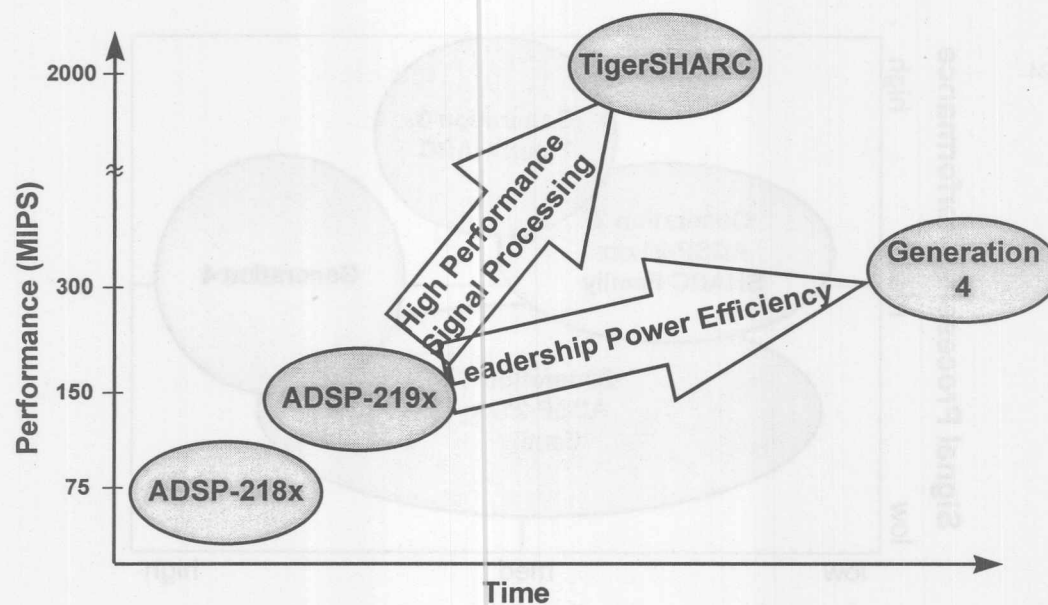 2000
TigerSHARC
High Performance
Signal Processing
Generation
4
300
Leadership Power Efficiency
Performance (MIPS)
150
ADSP-219x
75
ADSP-218x
Time